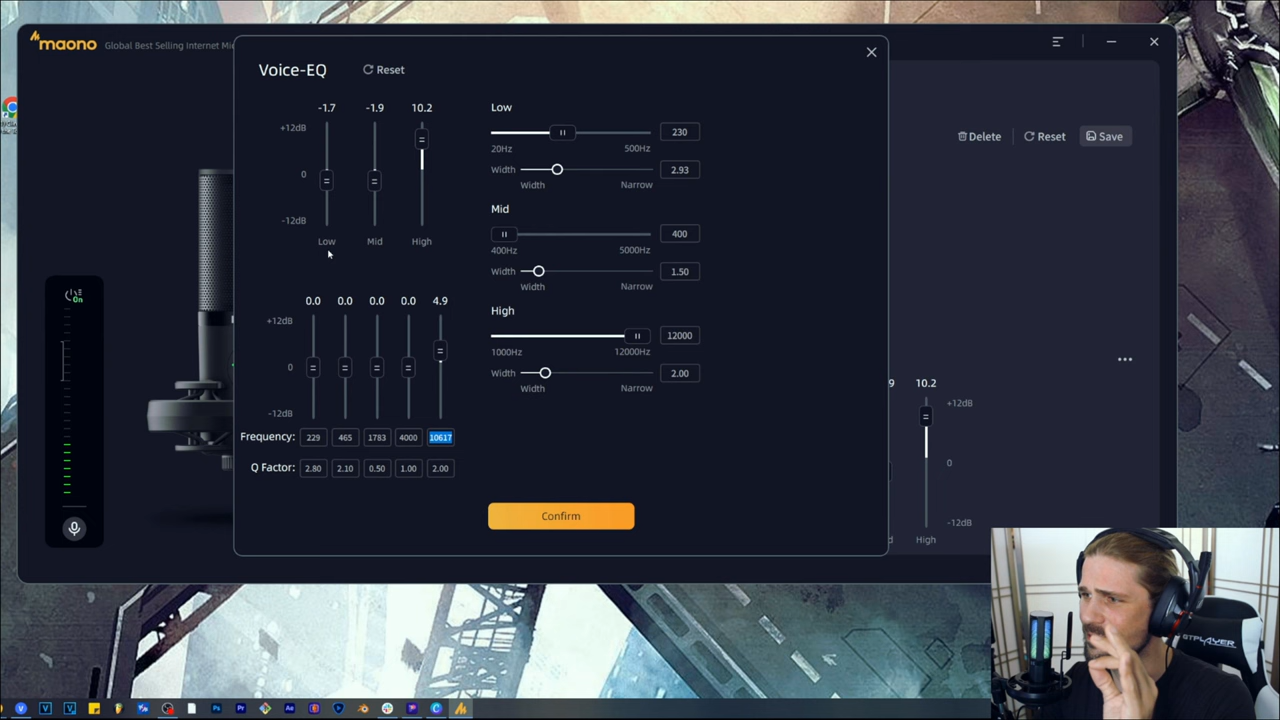 maono Global Best Selling Internet Mi
Voice-EQ Reset
-1.7 -1.9 10.2
+12dB
0
-12dB
Low Mid High
0.0 0.0 0.0 0.0 4.9
+12dB
0
-12dB
Frequency: 229 465 1783 4000 10617
Q Factor: 2.80 2.10 0.50 1.00 2.00
Low
230
20Hz 500Hz
Width 2.93
Width Narrow
Mid
400
400Hz 5000Hz
Width 1.50
Width Narrow
High
12000
1000Hz 12000Hz
Width 2.00
Width Narrow
Confirm
Delete Reset Save
9 10.2
+12dB
0
-12dB
d High
On
GTPLAYER